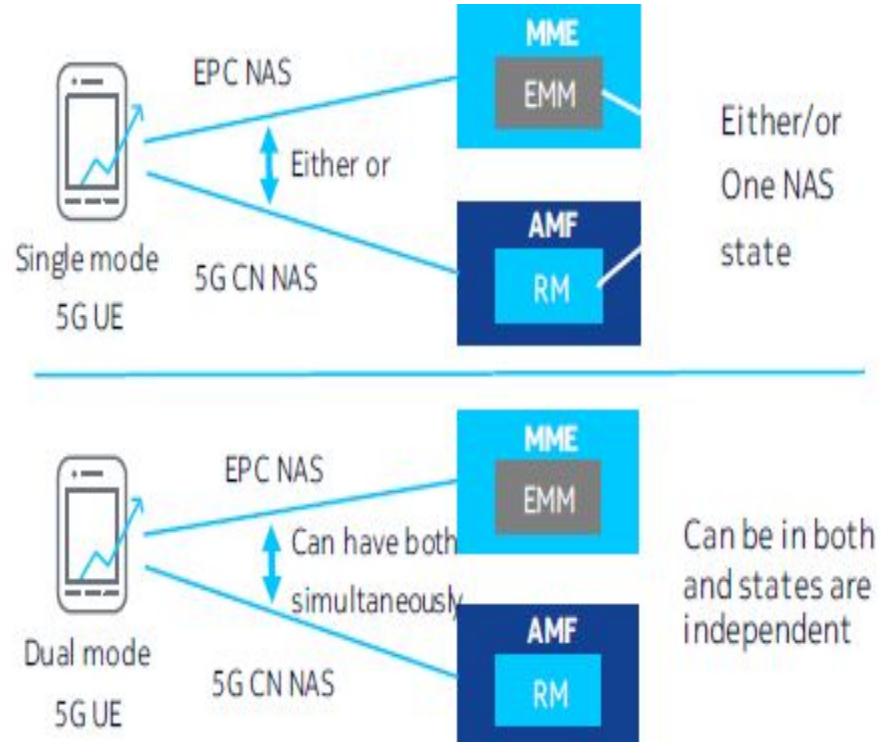 MME
EPC NAS
EMM
Either/or
Either or
One NAS
AMF
state
Single mode
5G CN NAS
RM
5G UE
MME
EPC NAS
EMM
Can have both
Can be in both
simultaneously
and states are
AMF
independent
Dual mode
5G CN NAS
RM
5G UE